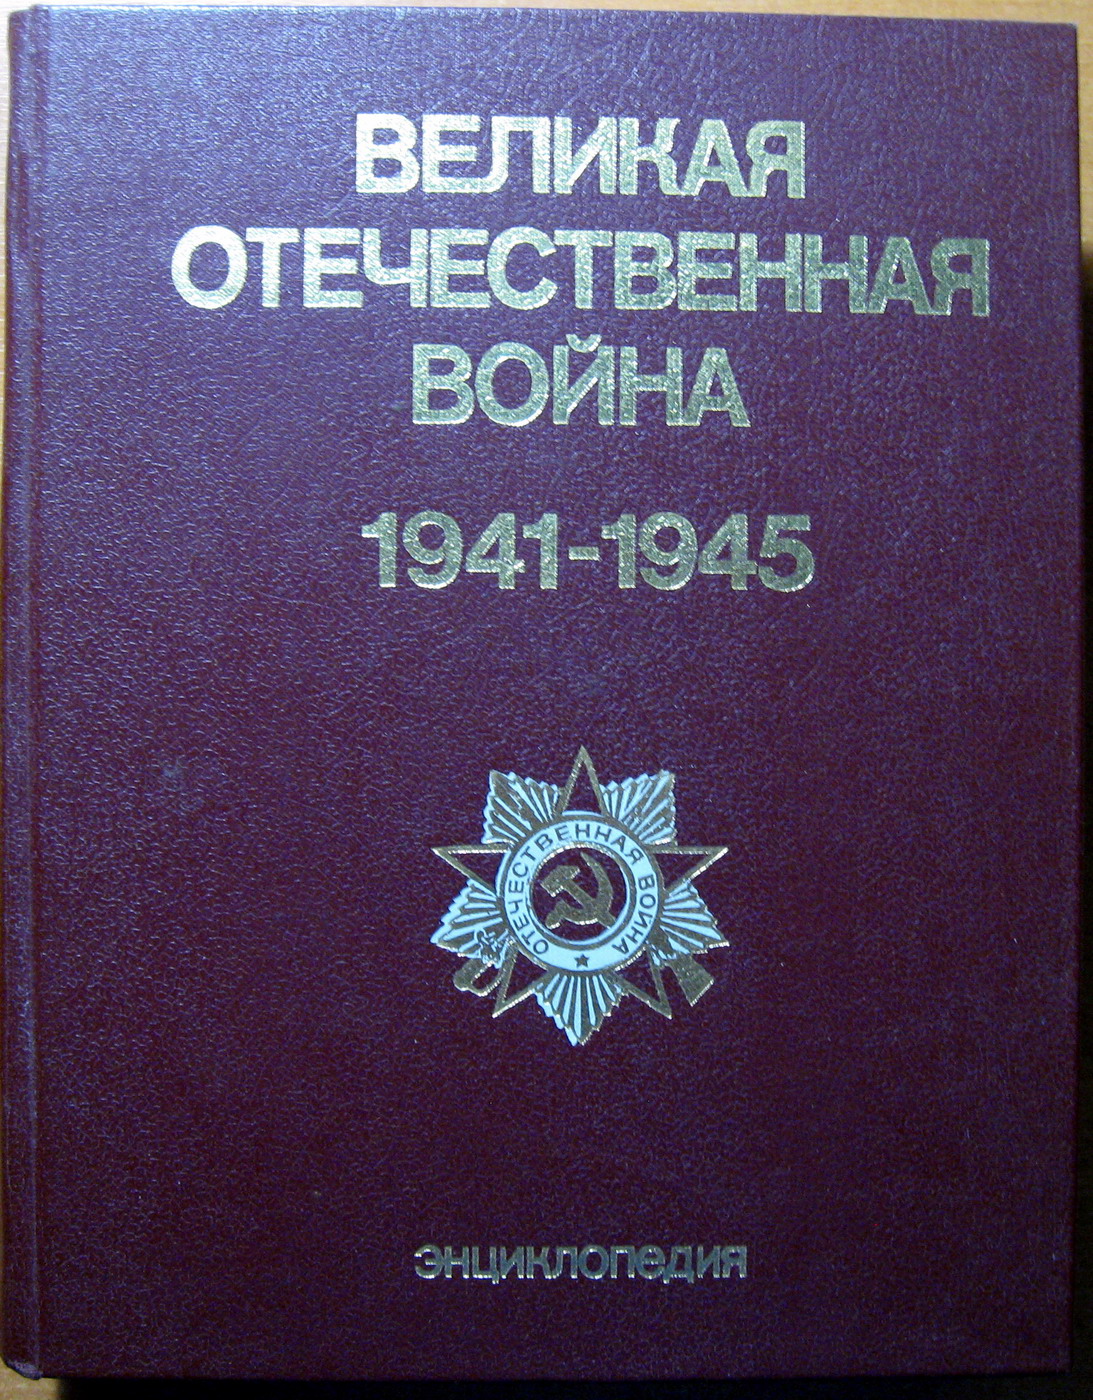 ВЕЛИКАЯ
ОТЕЧЕСТВЕННАЯ
ВОЙНА
1941-1945
ОТЕЧЕСТВЕННАЯ ВОЙНА
ЭНЦИКЛОПЕДИЯ